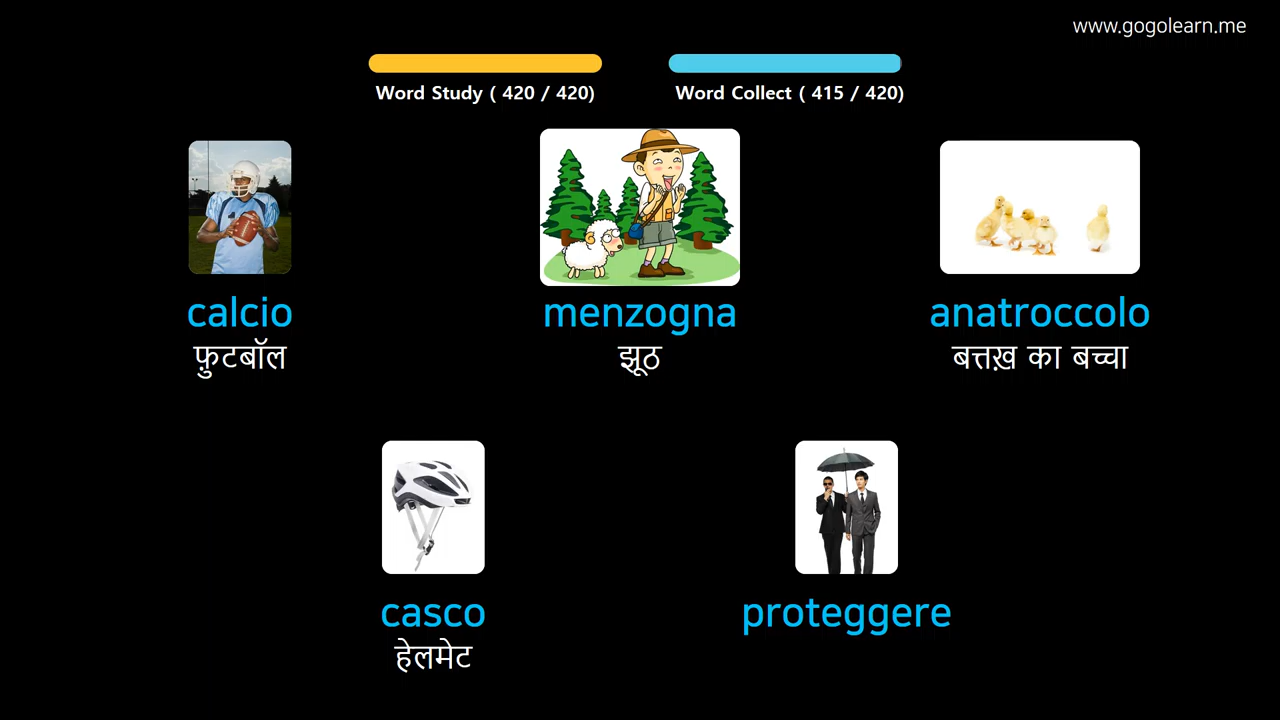 www.gogolearn.me
Word Study ( 420 / 420)
Word Collect ( 415 / 420)
calcio
फ़ुटबॉल
menzogna
झूठ
anatroccolo
बत्तख़ का बच्चा
casco
हेलमेट
proteggere